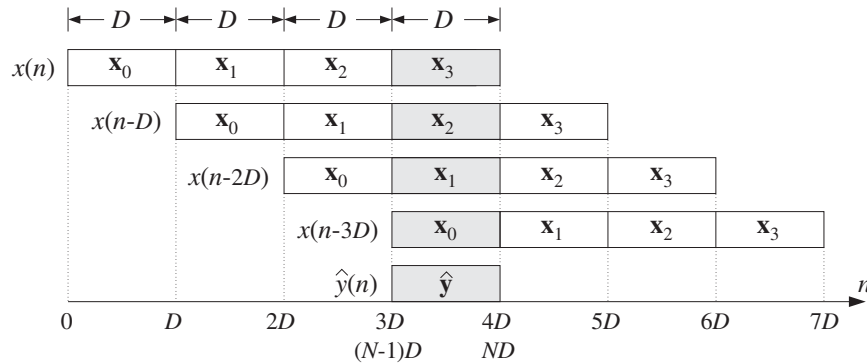 D D D D
x(n) x₀ x₁ x₂ x₃
x(n-D) x₀ x₁ x₂ x₃
x(n-2D) x₀ x₁ x₂ x₃
x(n-3D) x₀ x₁ x₂ x₃
ŷ(n) ŷ n
0 D 2D 3D 4D 5D 6D 7D
(N-1)D ND